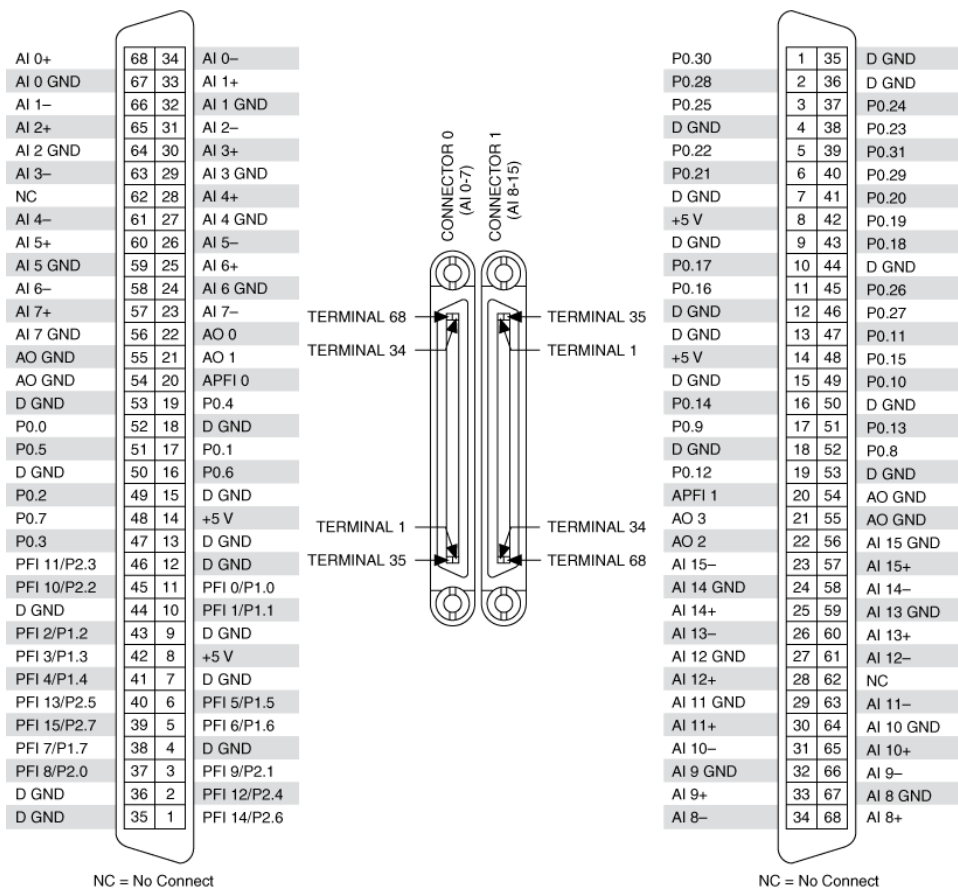 AI 0+ 68 34 AI 0–
AI 0 GND 67 33 AI 1+
AI 1– 66 32 AI 1 GND
AI 2+ 65 31 AI 2–
AI 2 GND 64 30 AI 3+
AI 3– 63 29 AI 3 GND
NC 62 28 AI 4+
AI 4– 61 27 AI 4 GND
AI 5+ 60 26 AI 5–
AI 5 GND 59 25 AI 6+
AI 6– 58 24 AI 6 GND
AI 7+ 57 23 AI 7–
AI 7 GND 56 22 AO 0
AO GND 55 21 AO 1
AO GND 54 20 APFI 0
D GND 53 19 P0.4
P0.0 52 18 D GND
P0.5 51 17 P0.1
D GND 50 16 P0.6
P0.2 49 15 D GND
P0.7 48 14 +5 V
P0.3 47 13 D GND
PFI 11/P2.3 46 12 D GND
PFI 10/P2.2 45 11 PFI 0/P1.0
D GND 44 10 PFI 1/P1.1
PFI 2/P1.2 43 9 D GND
PFI 3/P1.3 42 8 +5 V
PFI 4/P1.4 41 7 D GND
PFI 13/P2.5 40 6 PFI 5/P1.5
PFI 15/P2.7 39 5 PFI 6/P1.6
PFI 7/P1.7 38 4 D GND
PFI 8/P2.0 37 3 PFI 9/P2.1
D GND 36 2 PFI 12/P2.4
D GND 35 1 PFI 14/P2.6
NC = No Connect
CONNECTOR 0
(AI 0-7)
CONNECTOR 1
(AI 8-15)
TERMINAL 68
TERMINAL 34
TERMINAL 35
TERMINAL 1
TERMINAL 1
TERMINAL 35
TERMINAL 34
TERMINAL 68
P0.30 1 35 D GND
P0.28 2 36 D GND
P0.25 3 37 P0.24
D GND 4 38 P0.23
P0.22 5 39 P0.31
P0.21 6 40 P0.29
D GND 7 41 P0.20
+5 V 8 42 P0.19
D GND 9 43 P0.18
P0.17 10 44 D GND
P0.16 11 45 P0.26
D GND 12 46 P0.27
D GND 13 47 P0.11
+5 V 14 48 P0.15
D GND 15 49 P0.10
P0.14 16 50 D GND
P0.9 17 51 P0.13
D GND 18 52 P0.8
P0.12 19 53 D GND
APFI 1 20 54 AO GND
AO 3 21 55 AO GND
AO 2 22 56 AI 15 GND
AI 15– 23 57 AI 15+
AI 14 GND 24 58 AI 14–
AI 14+ 25 59 AI 13 GND
AI 13– 26 60 AI 13+
AI 12 GND 27 61 AI 12–
AI 12+ 28 62 NC
AI 11 GND 29 63 AI 11–
AI 11+ 30 64 AI 10 GND
AI 10– 31 65 AI 10+
AI 9 GND 32 66 AI 9–
AI 9+ 33 67 AI 8 GND
AI 8– 34 68 AI 8+
NC = No Connect